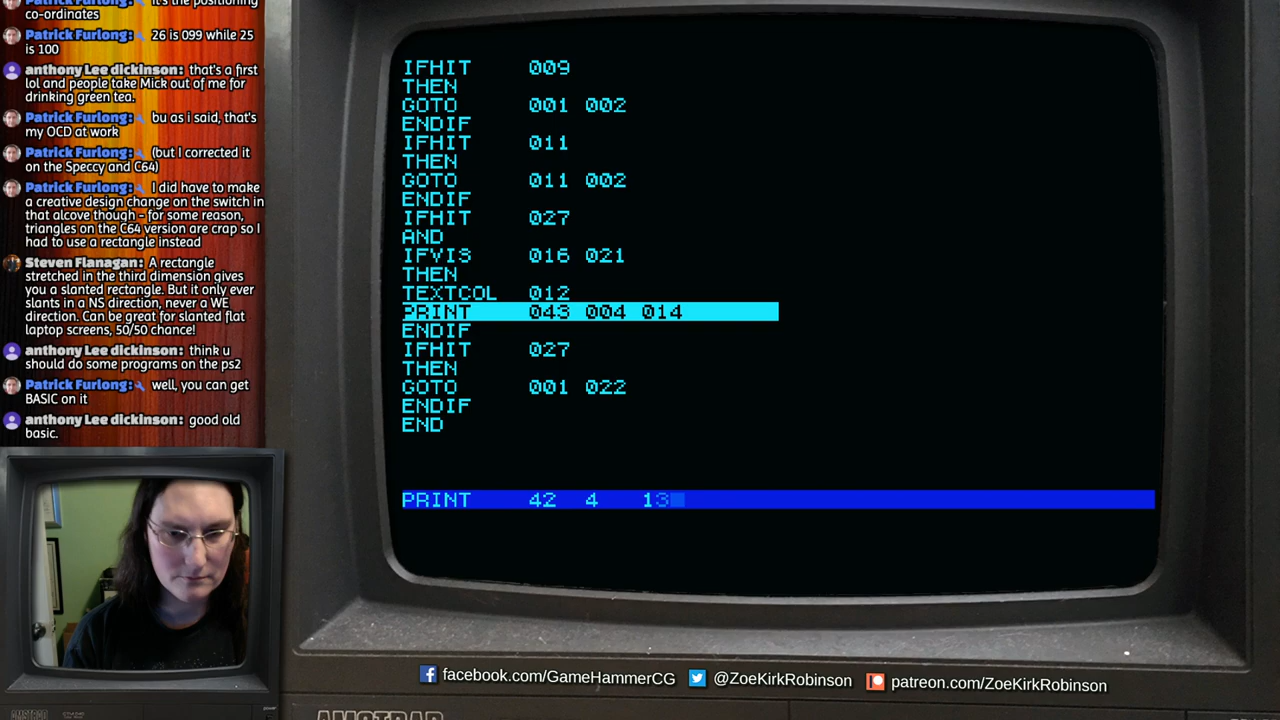 Patrick Furlong: it's the positioning
co-ordinates
Patrick Furlong: 26 is 099 while 25
is 100
anthony Lee dickinson: that's a first
lol and people take Mick out of me for
drinking green tea.
Patrick Furlong: bu as i said, that's
my OCD at work
Patrick Furlong: (but I corrected it
on the Speccy and C64)
Patrick Furlong: I did have to make
a creative design change on the switch in
that alcove though - for some reason,
triangles on the C64 version are crap so I
had to use a rectangle instead
Steven Flanagan: A rectangle
stretched in the third dimension gives
you a slanted rectangle. But it only ever
slants in a NS direction, never a WE
direction. Can be great for slanted flat
laptop screens, 50/50 chance!
anthony Lee dickinson: think u
should do some programs on the ps2
Patrick Furlong: well, you can get
BASIC on it
anthony Lee dickinson: good old
basic.
IFHIT 009
THEN
GOTO 001 002
ENDIF
IFHIT 011
THEN
GOTO 011 002
ENDIF
IFHIT 027
AND
IFVIS 016 021
THEN
TEXTCOL 012
PRINT 043 004 014
ENDIF
IFHIT 027
THEN
GOTO 001 022
ENDIF
END
PRINT 42 4 13
facebook.com/GameHammerCG @ZoeKirkRobinson patreon.com/ZoeKirkRobinson
AMSTRAD